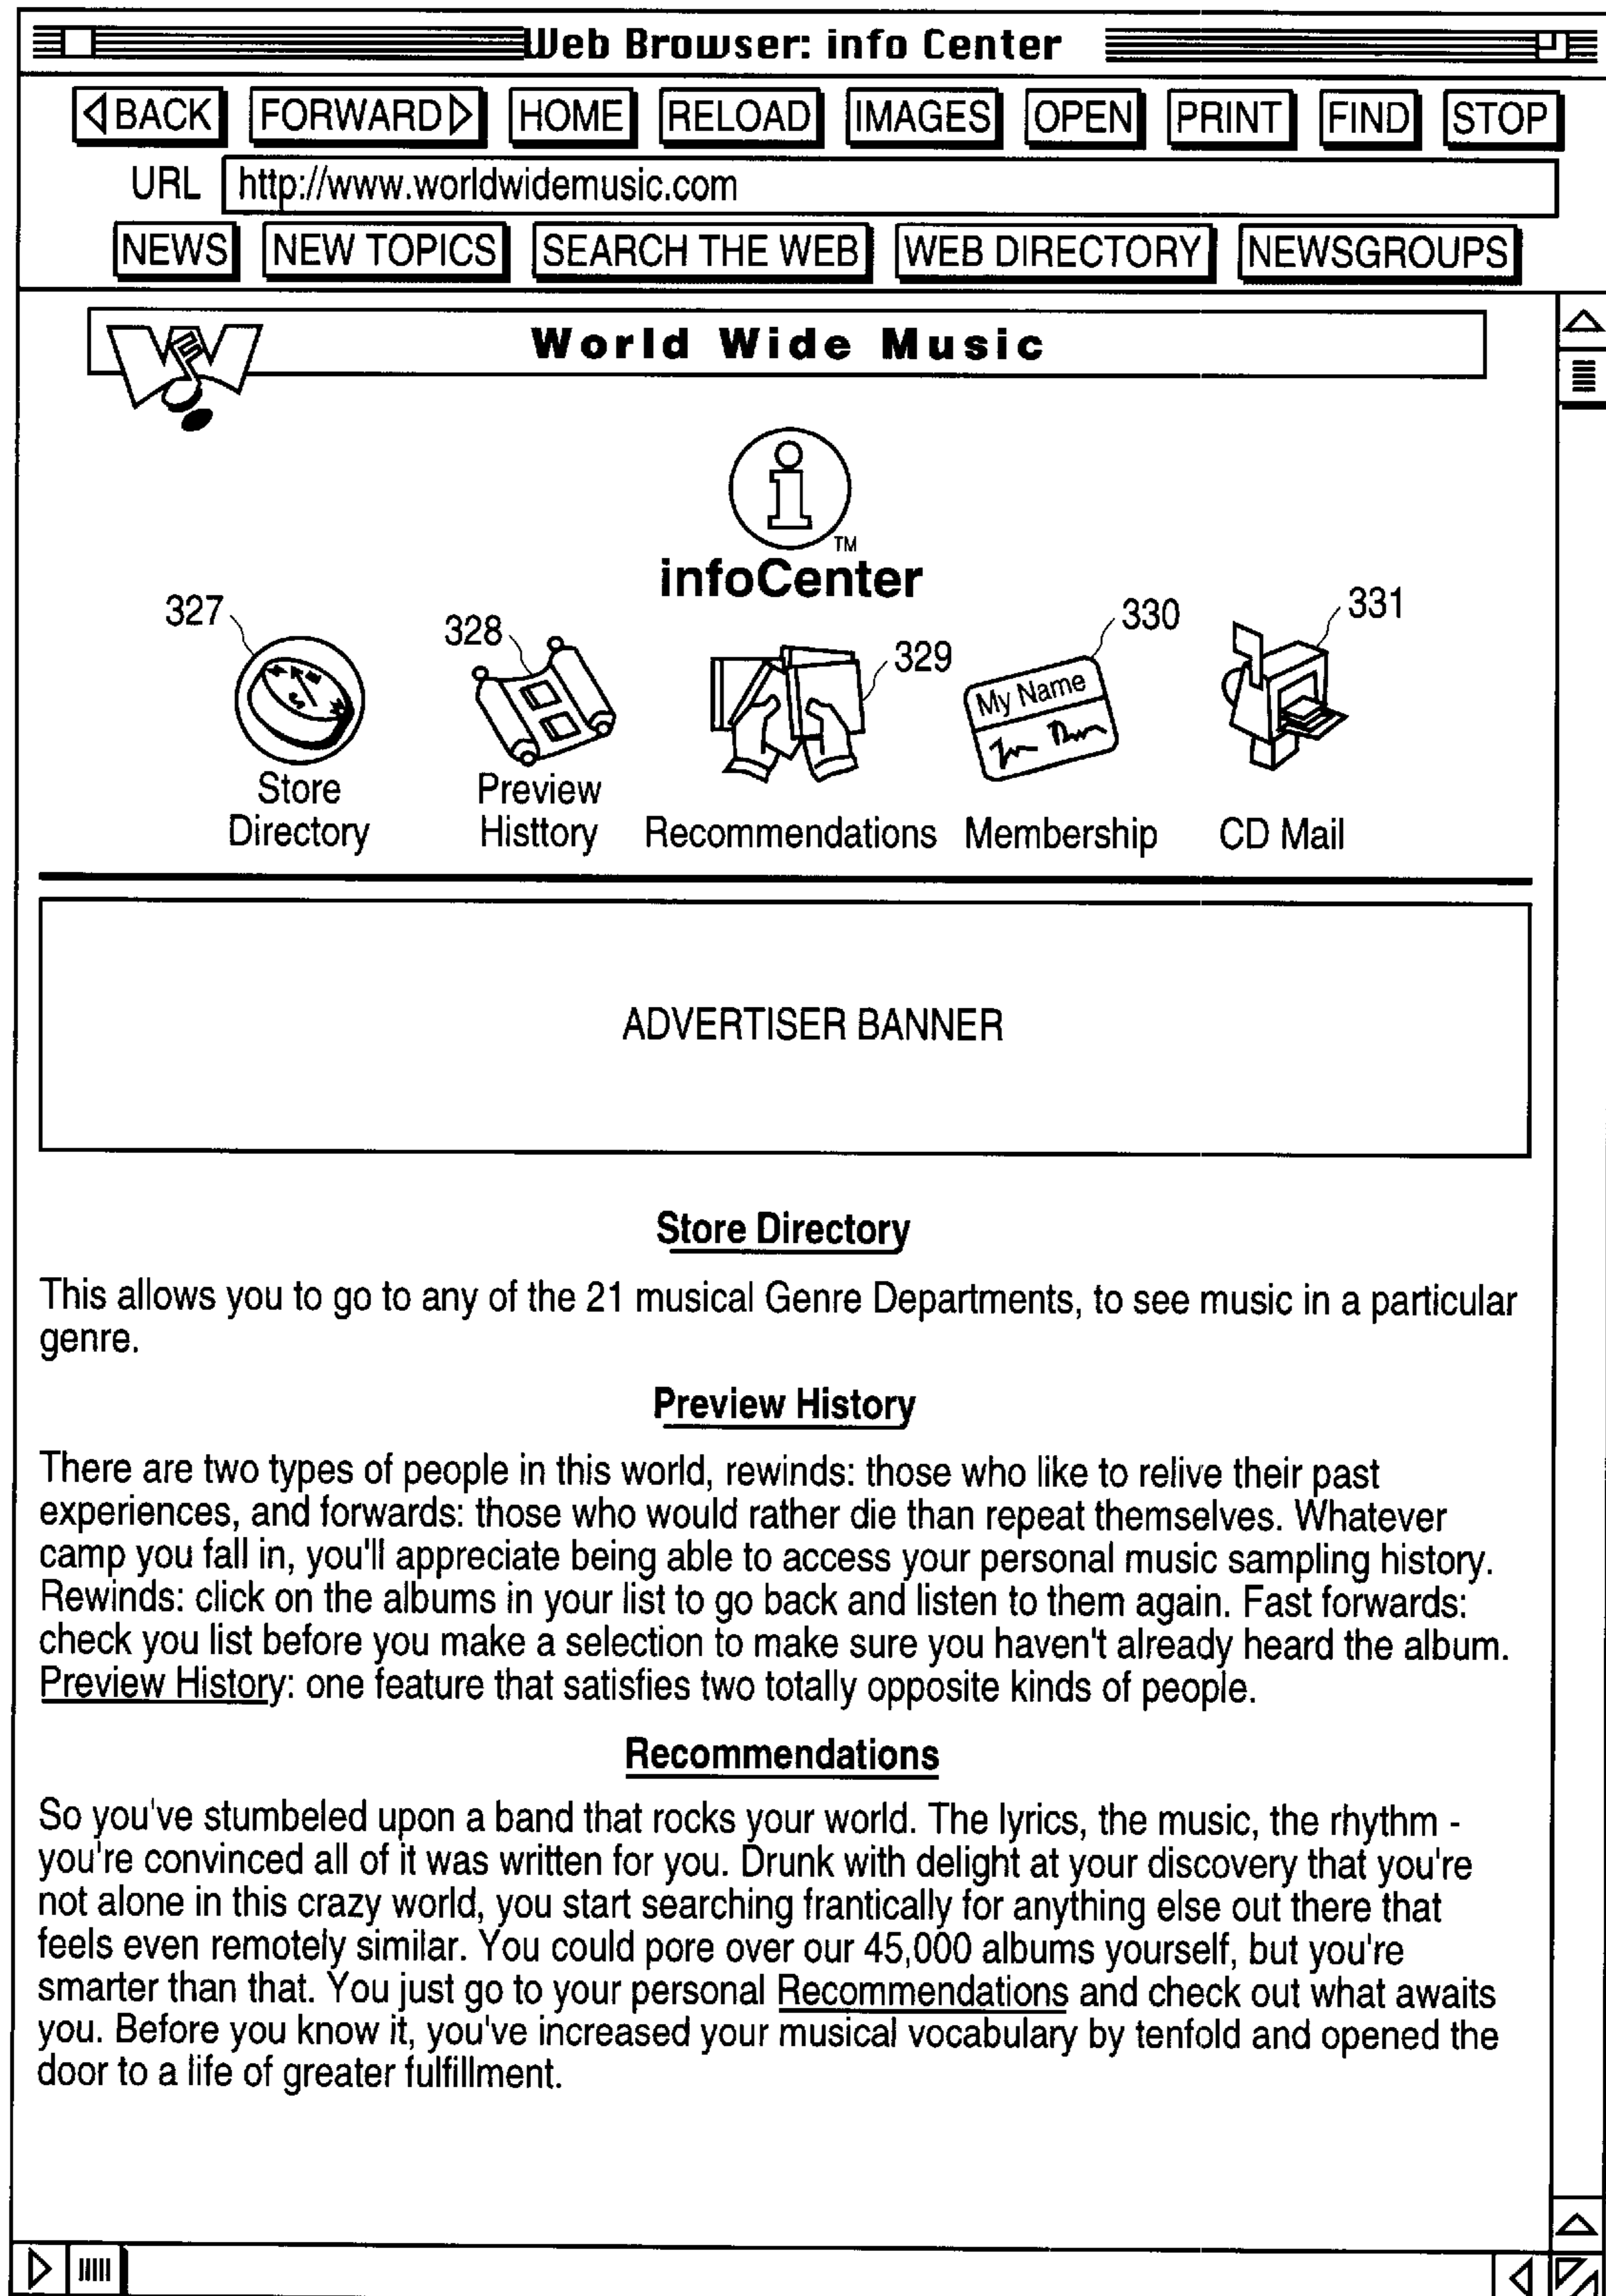 Web Browser: info Center
BACK FORWARD HOME RELOAD IMAGES OPEN PRINT FIND STOP
URL http://www.worldwidemusic.com
NEWS NEW TOPICS SEARCH THE WEB WEB DIRECTORY NEWSGROUPS
World Wide Music
TM
infoCenter
327 328 329 330 331
My Name
Store Directory
Preview Histtory
Recommendations
Membership
CD Mail
ADVERTISER BANNER
Store Directory
This allows you to go to any of the 21 musical Genre Departments, to see music in a particular
genre.
Preview History
There are two types of people in this world, rewinds: those who like to relive their past
experiences, and forwards: those who would rather die than repeat themselves. Whatever
camp you fall in, you'll appreciate being able to access your personal music sampling history.
Rewinds: click on the albums in your list to go back and listen to them again. Fast forwards:
check you list before you make a selection to make sure you haven't already heard the album.
Preview History: one feature that satisfies two totally opposite kinds of people.
Recommendations
So you've stumbeled upon a band that rocks your world. The lyrics, the music, the rhythm -
you're convinced all of it was written for you. Drunk with delight at your discovery that you're
not alone in this crazy world, you start searching frantically for anything else out there that
feels even remotely similar. You could pore over our 45,000 albums yourself, but you're
smarter than that. You just go to your personal Recommendations and check out what awaits
you. Before you know it, you've increased your musical vocabulary by tenfold and opened the
door to a life of greater fulfillment.